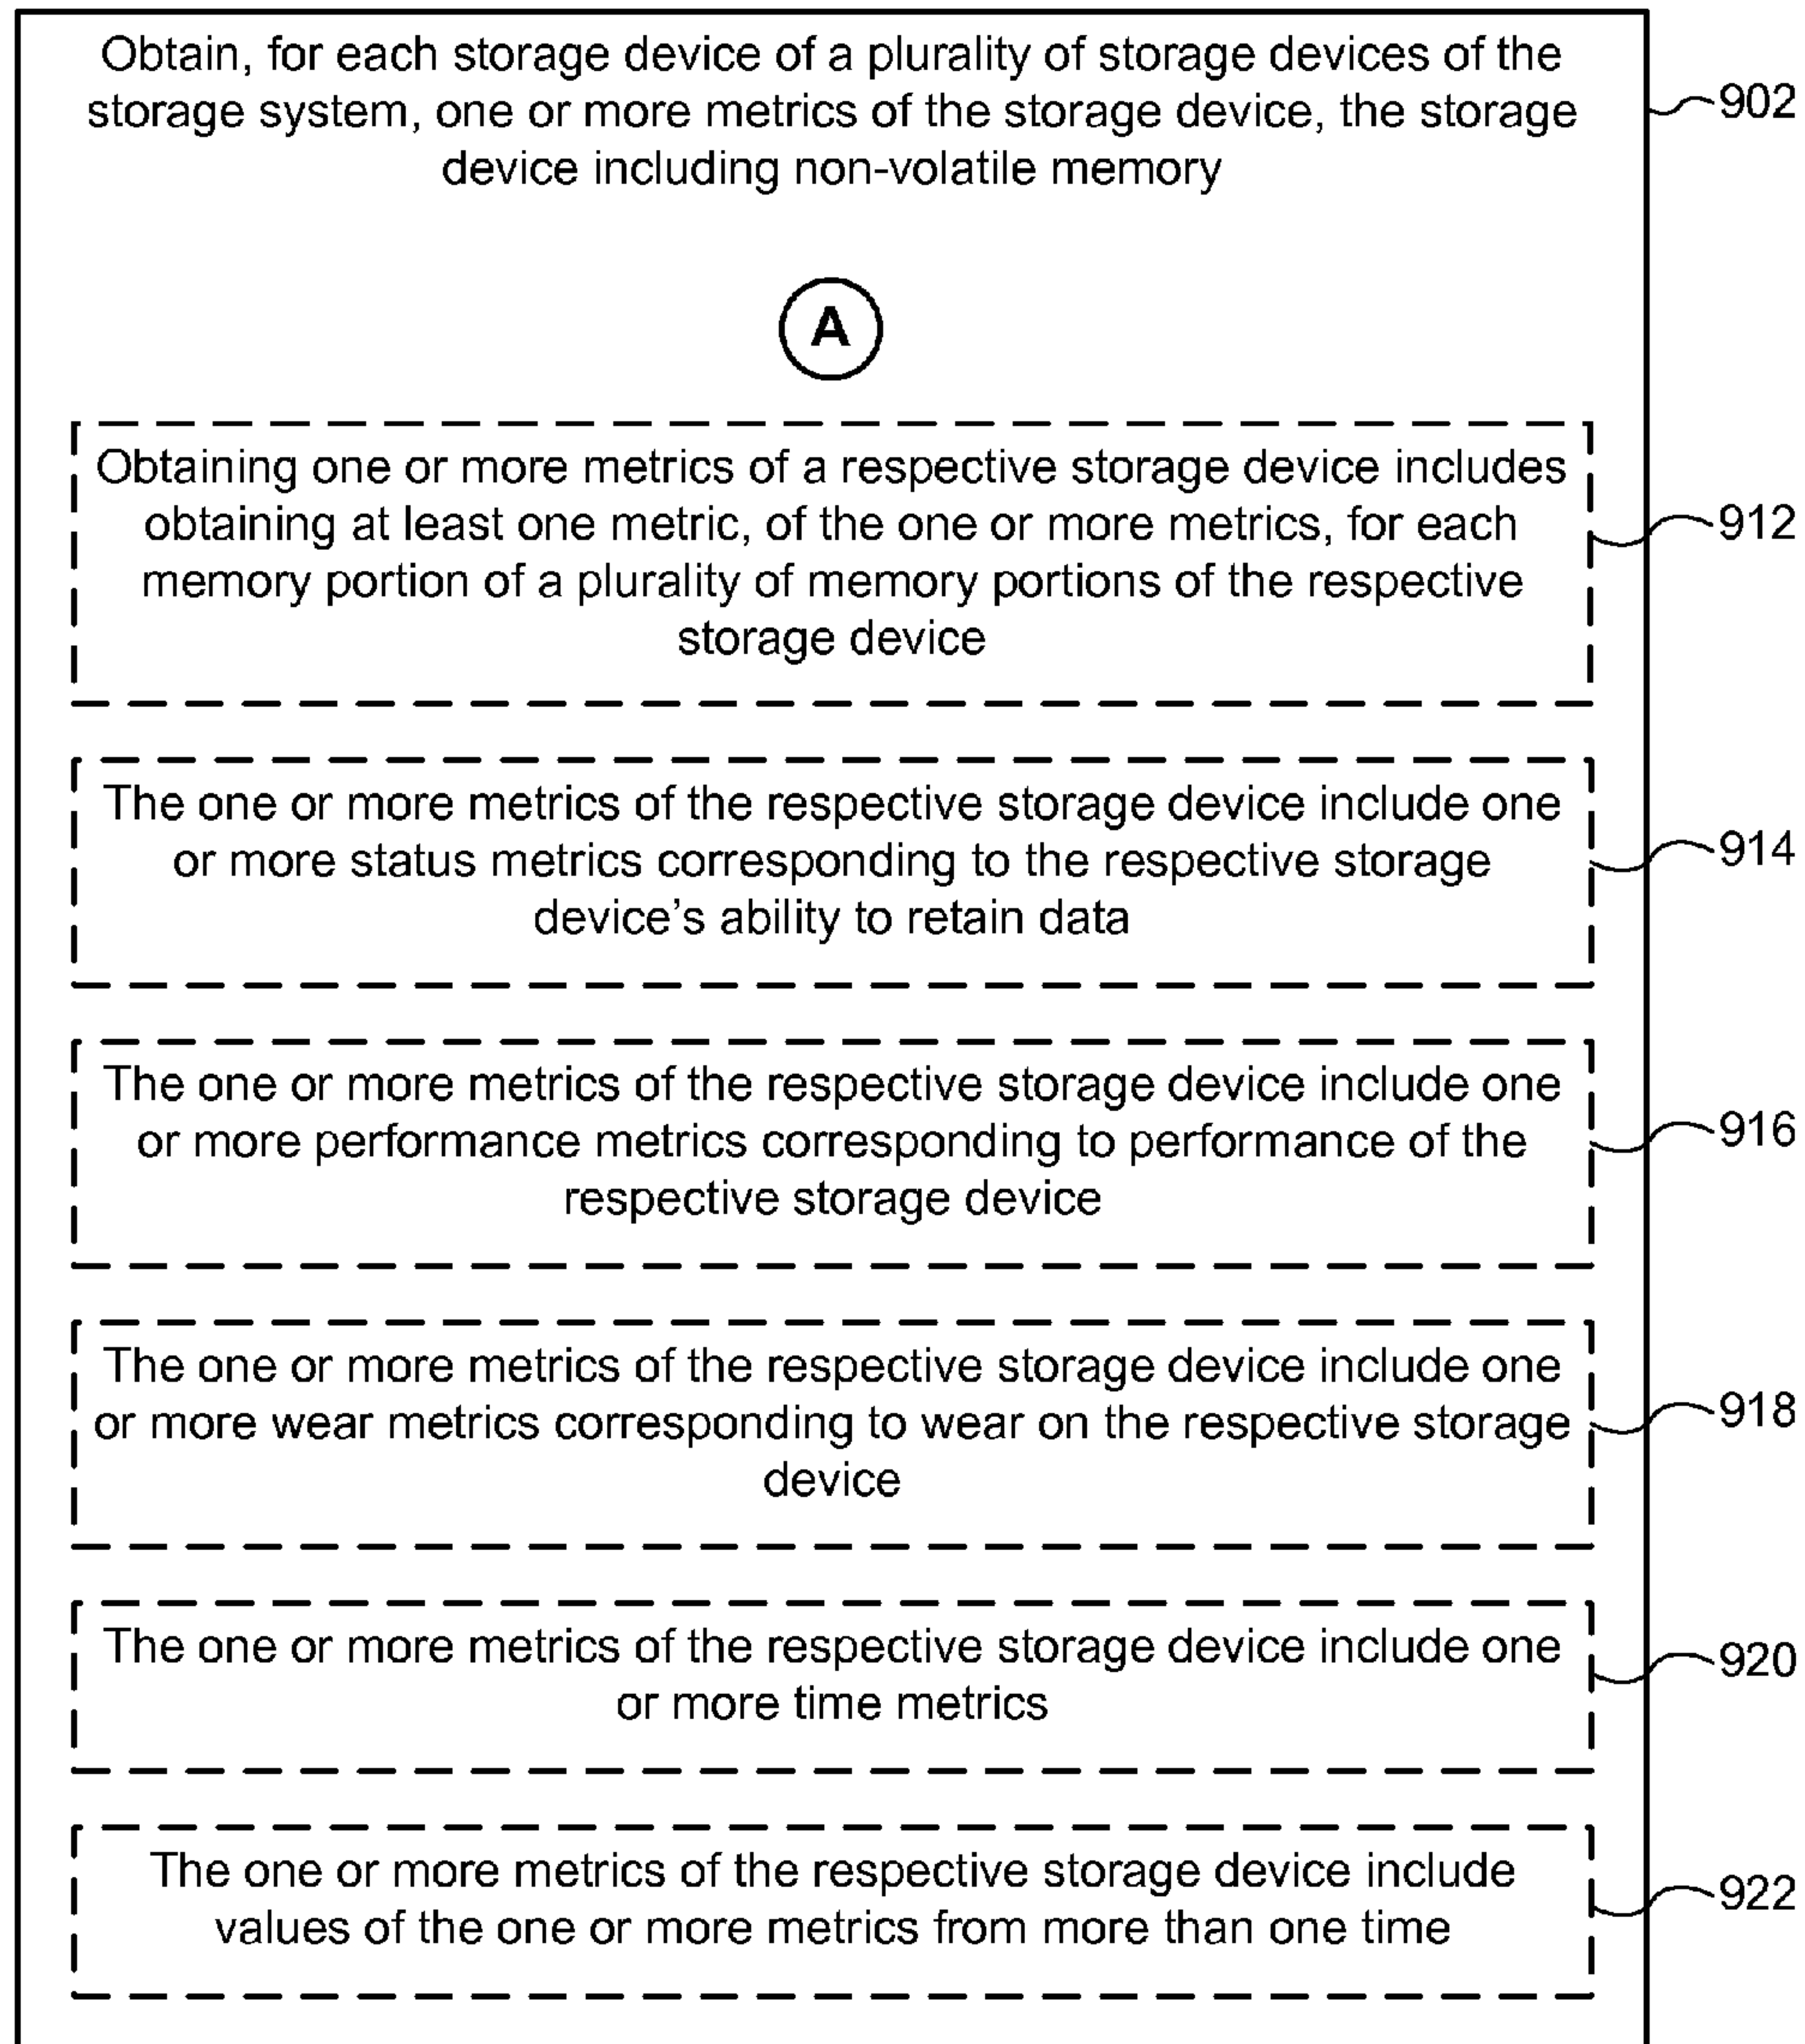 Obtain, for each storage device of a plurality of storage devices of the
storage system, one or more metrics of the storage device, the storage
device including non-volatile memory
902
A
Obtaining one or more metrics of a respective storage device includes
obtaining at least one metric, of the one or more metrics, for each
memory portion of a plurality of memory portions of the respective
storage device
912
The one or more metrics of the respective storage device include one
or more status metrics corresponding to the respective storage
device’s ability to retain data
914
The one or more metrics of the respective storage device include one
or more performance metrics corresponding to performance of the
respective storage device
916
The one or more metrics of the respective storage device include one
or more wear metrics corresponding to wear on the respective storage
device
918
The one or more metrics of the respective storage device include one
or more time metrics
920
The one or more metrics of the respective storage device include
values of the one or more metrics from more than one time
922